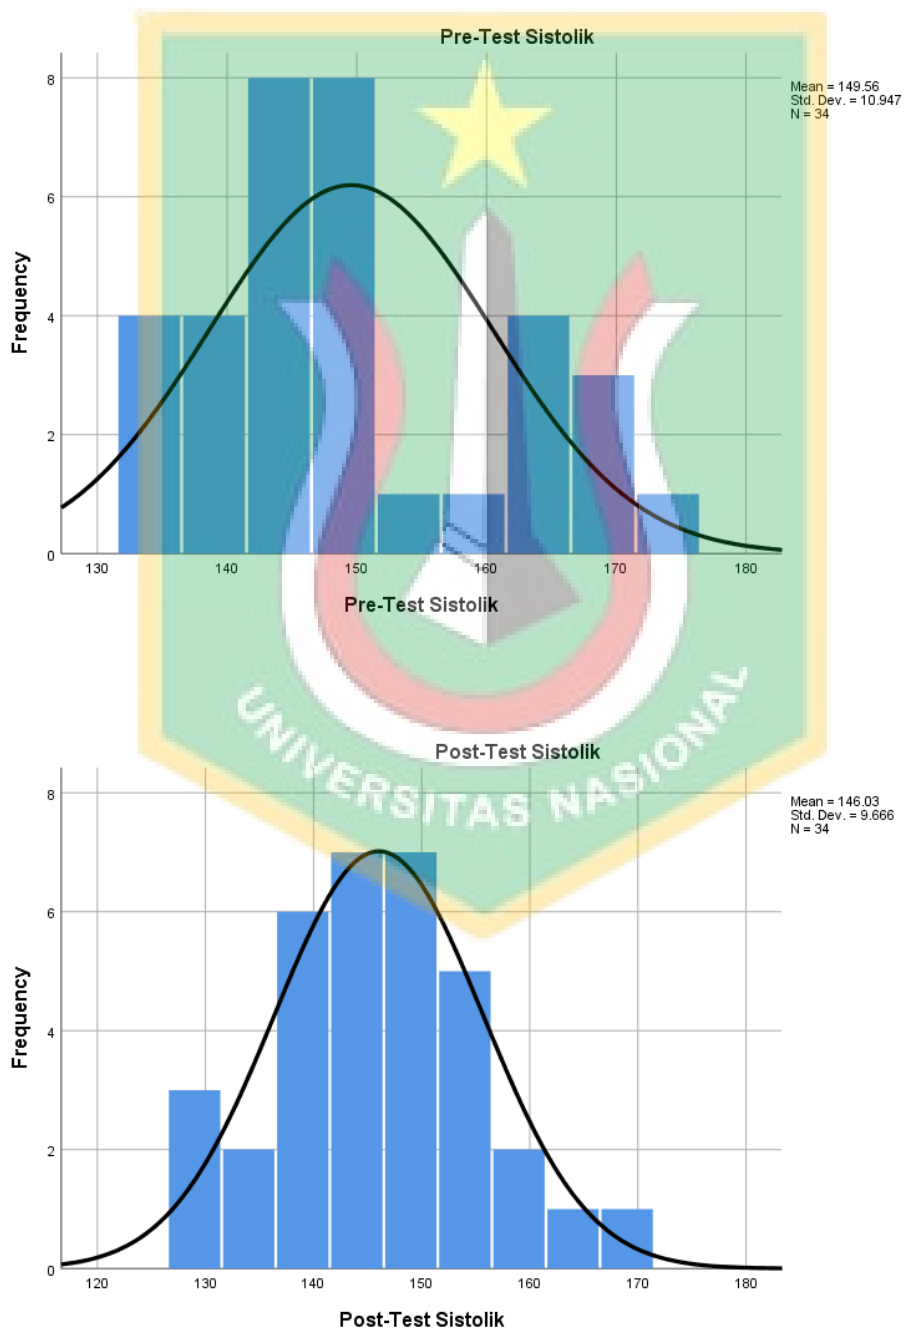 Pre-Test Sistolik
Mean = 149.56
Std. Dev. = 10.947
N = 34
8
6
4
2
0
Frequency
130 140 150 160 170 180
Pre-Test Sistolik
UNIVERSITAS NASIONAL
Post-Test Sistolik
Mean = 146.03
Std. Dev. = 9.666
N = 34
8
6
4
2
0
Frequency
120 130 140 150 160 170 180
Post-Test Sistolik